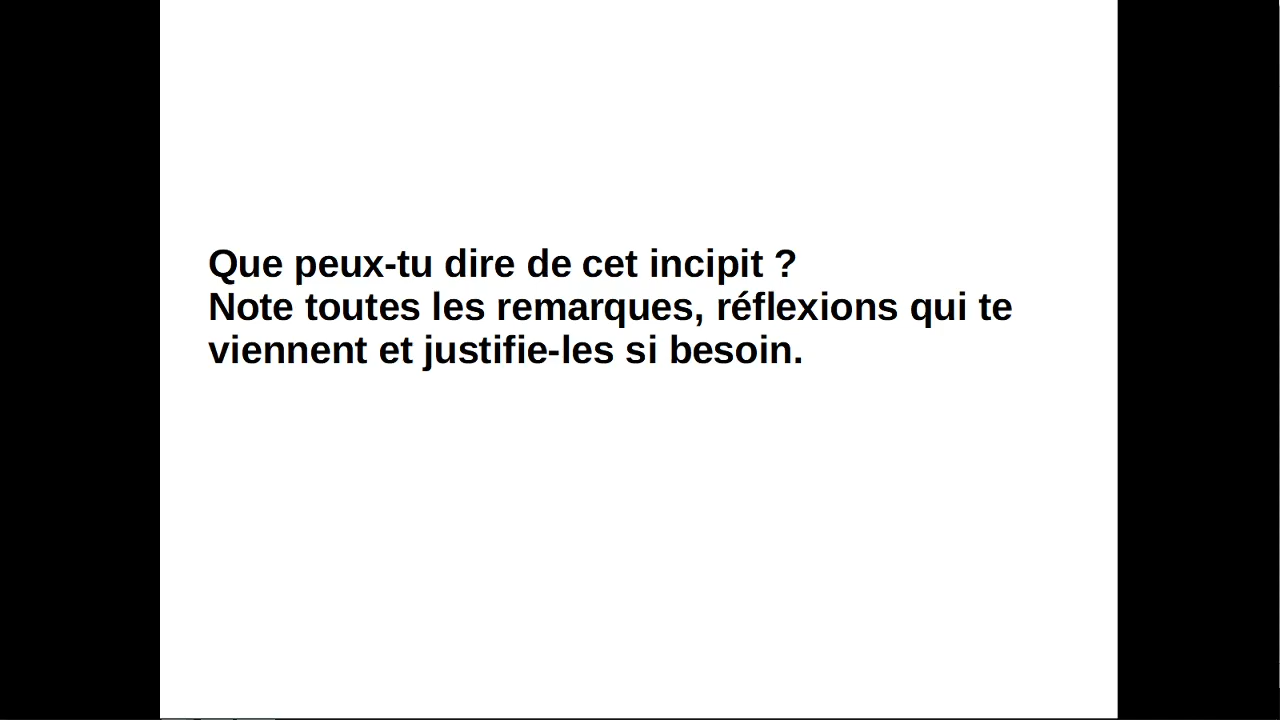 Que peux-tu dire de cet incipit ?
Note toutes les remarques, réflexions qui te
viennent et justifie-les si besoin.